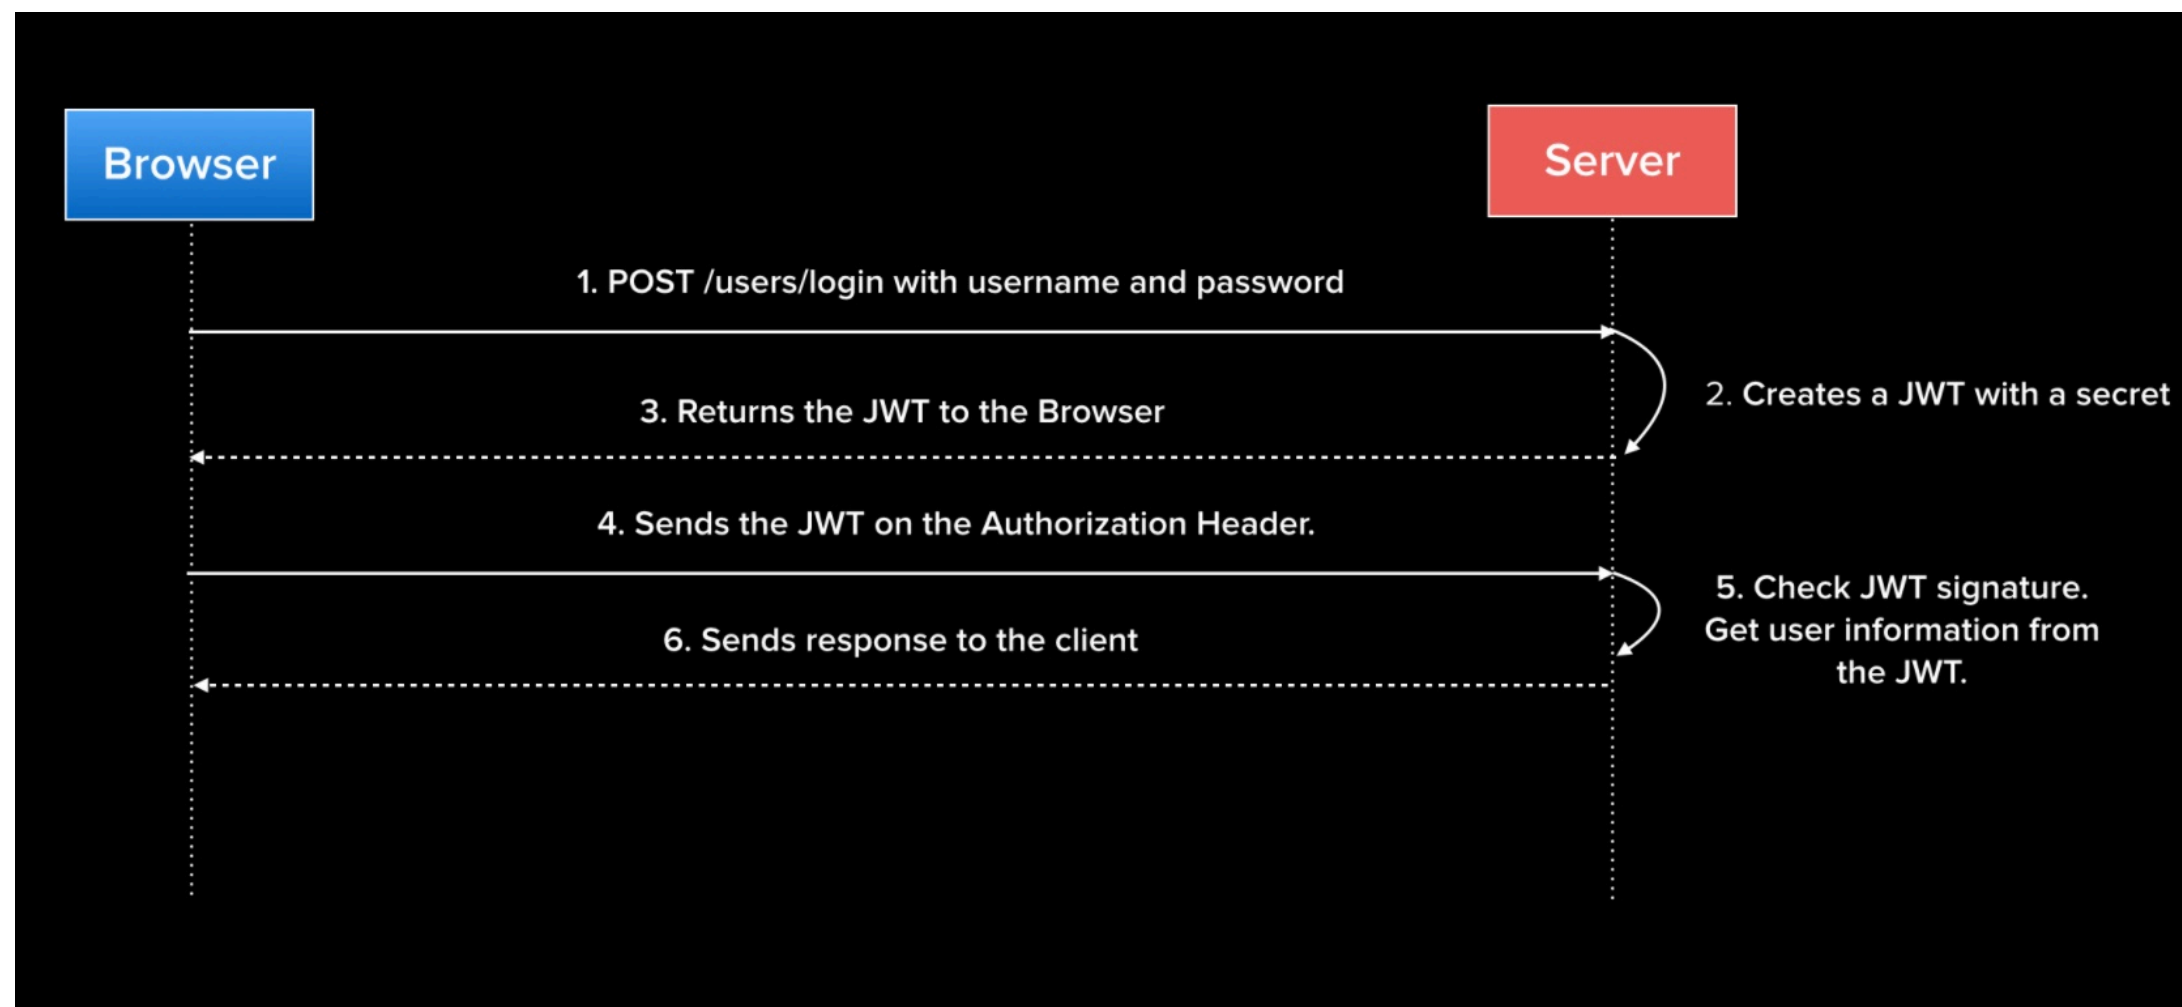 Browser
Server
1. POST /users/login with username and password
2. Creates a JWT with a secret
3. Returns the JWT to the Browser
4. Sends the JWT on the Authorization Header.
5. Check JWT signature.
Get user information from
the JWT.
6. Sends response to the client